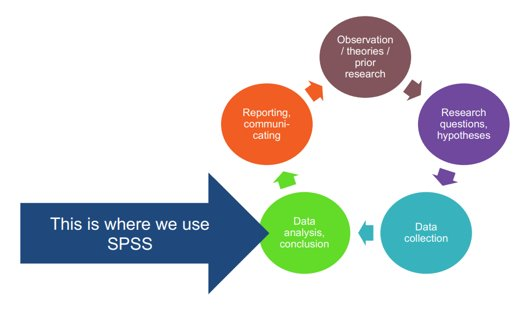 Observation
/ theories /
prior
research
Research
questions,
hypotheses
Data
collection
Data
analysis,
conclusion
Reporting,
communi-
cating
This is where we use
SPSS